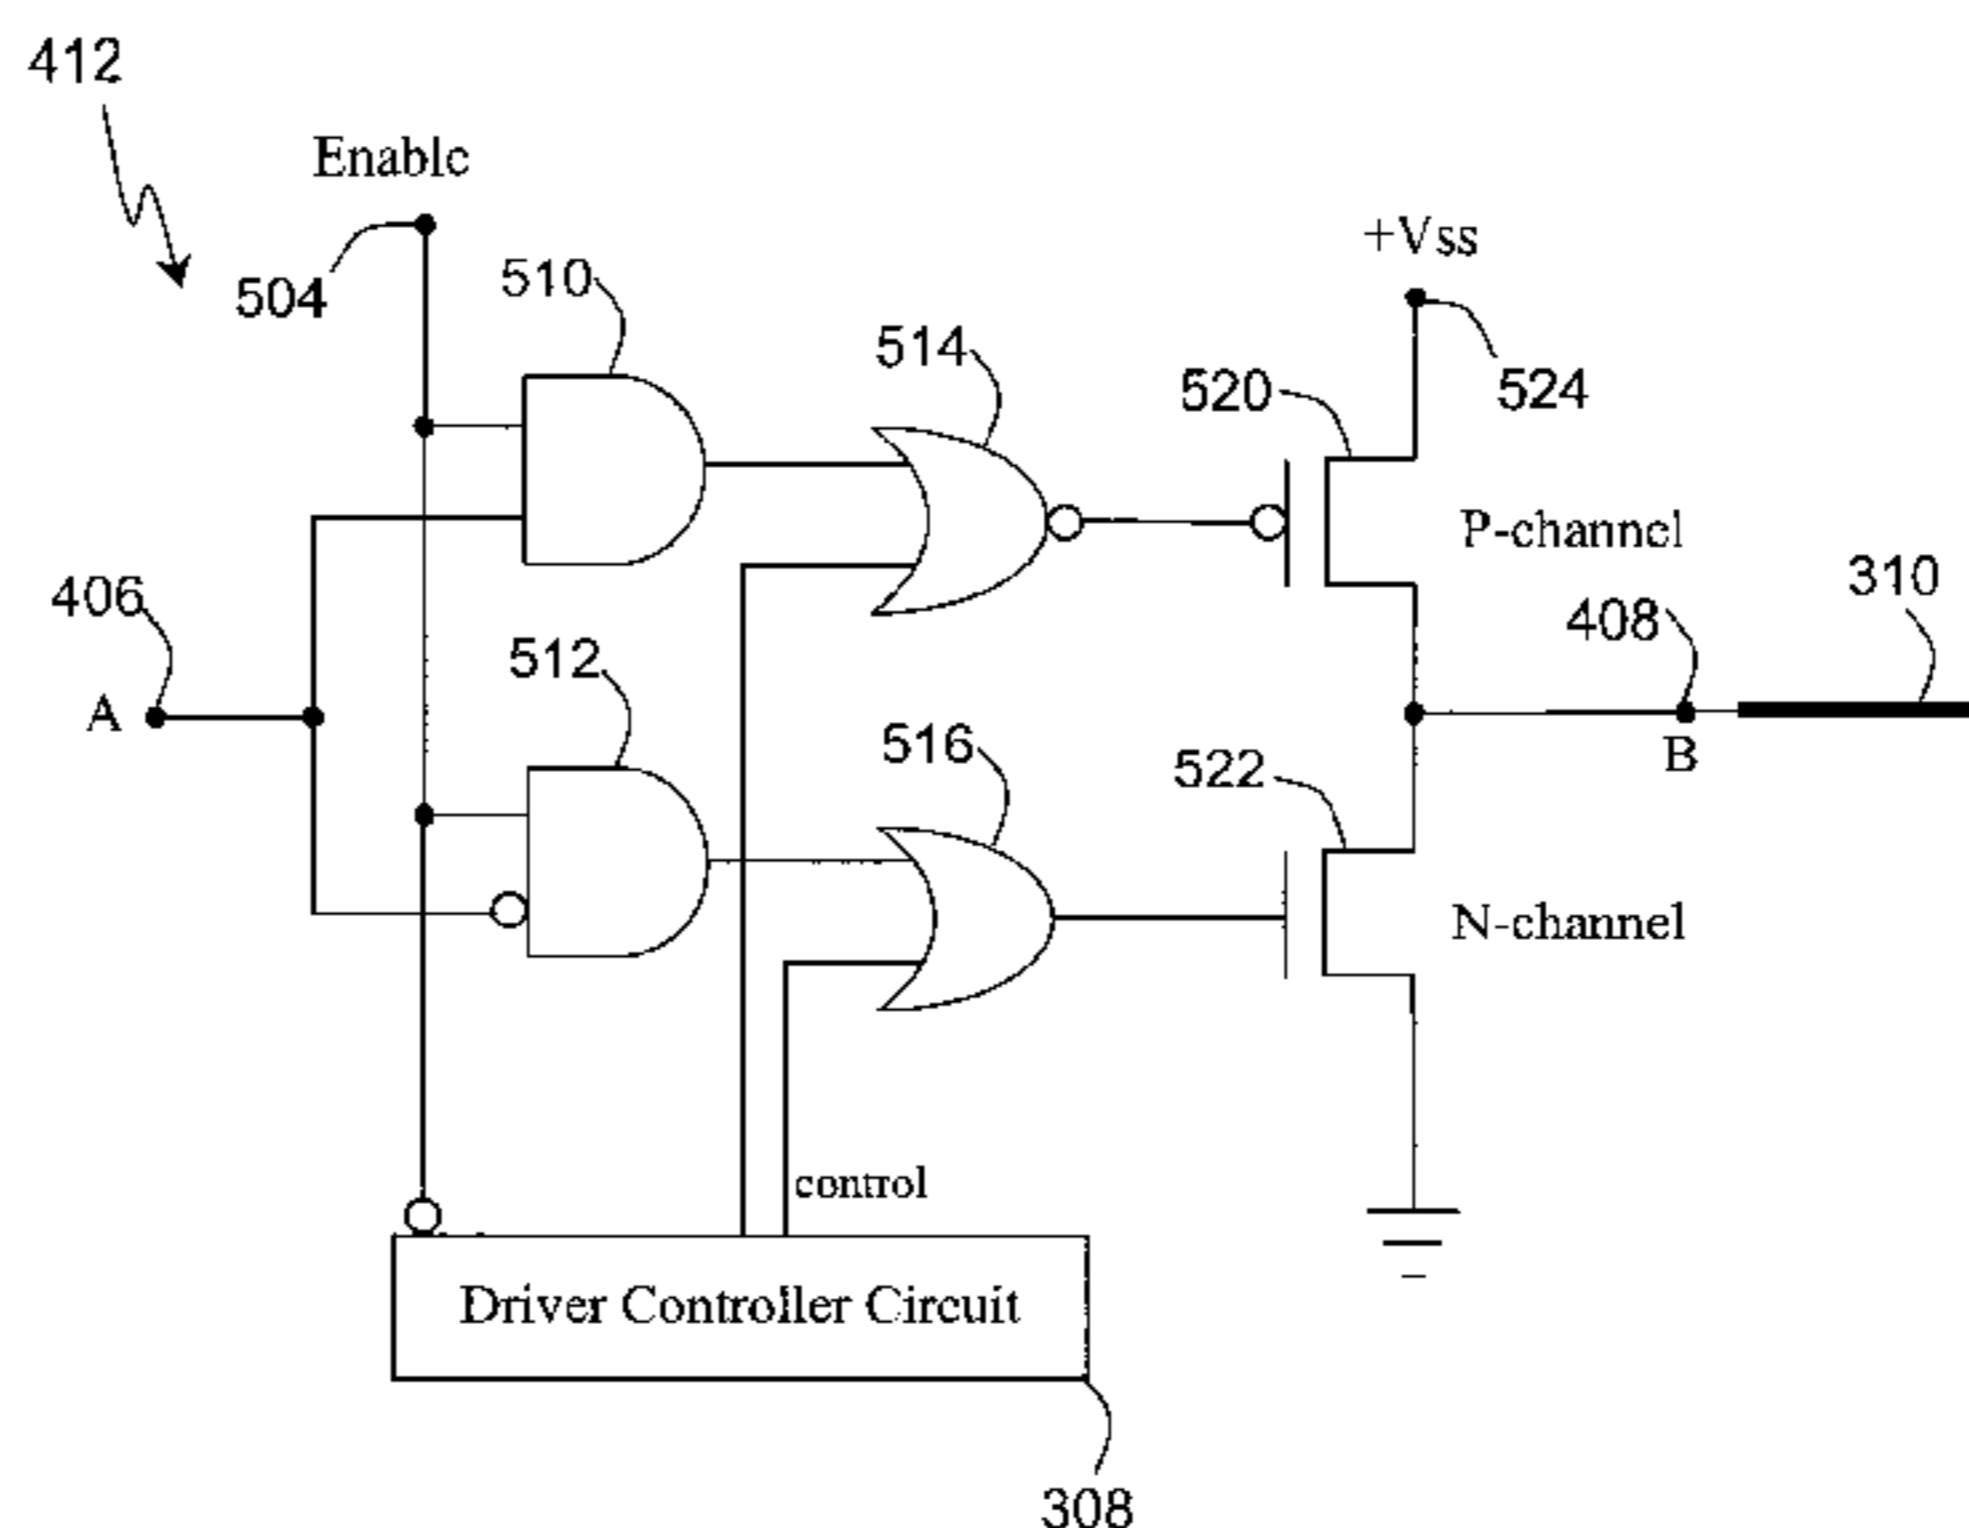 412
Enable
504
510
514
+Vss
520
524
P-channel
406
A
512
516
408
310
B
522
N-channel
control
Driver Controller Circuit
308